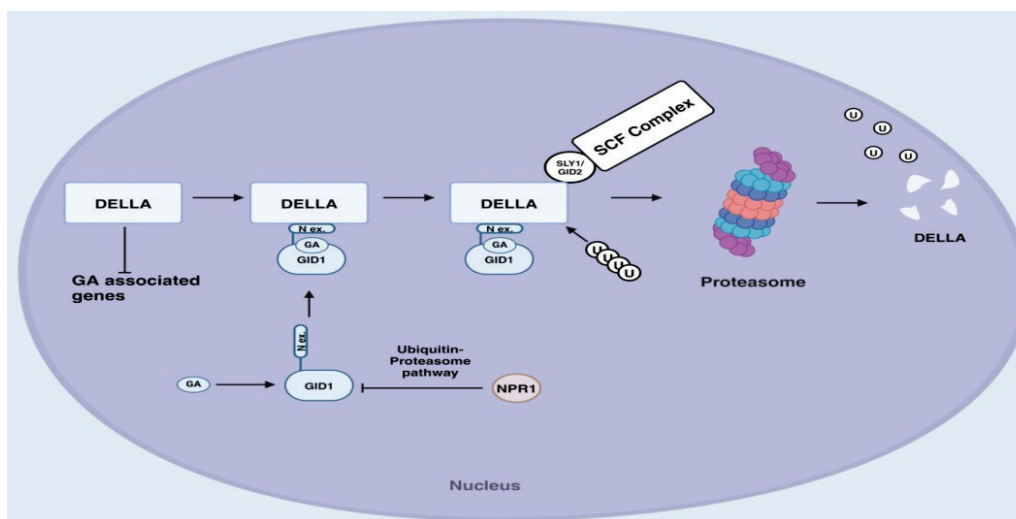 SCF Complex
SLY1/
GID2
U
U
U
U
DELLA
DELLA
DELLA
N ex.
GA
GID1
N ex.
GA
GID1
U
U
U
U
DELLA
Proteasome
GA associated
genes
N ex.
Ubiquitin-
Proteasome
pathway
GA
GID1
NPR1
Nucleus